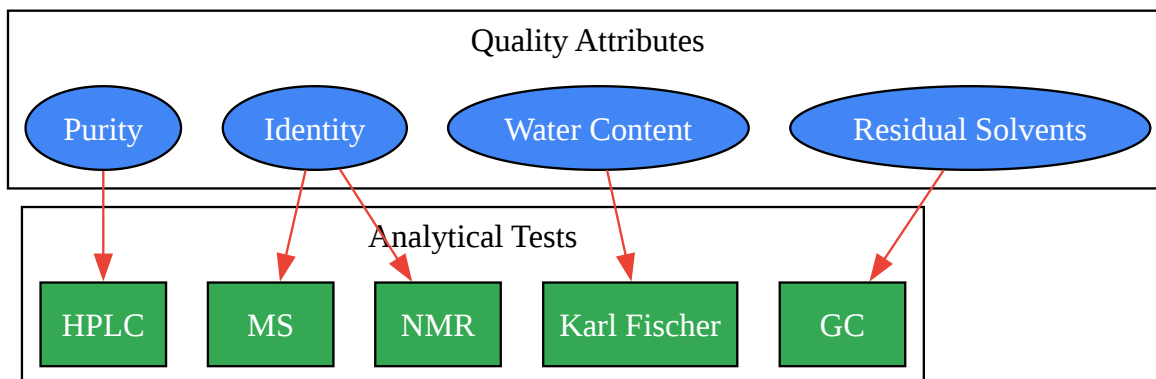 Quality Attributes
Purity Identity Water Content Residual Solvents
Analytical Tests
HPLC MS NMR Karl Fischer GC